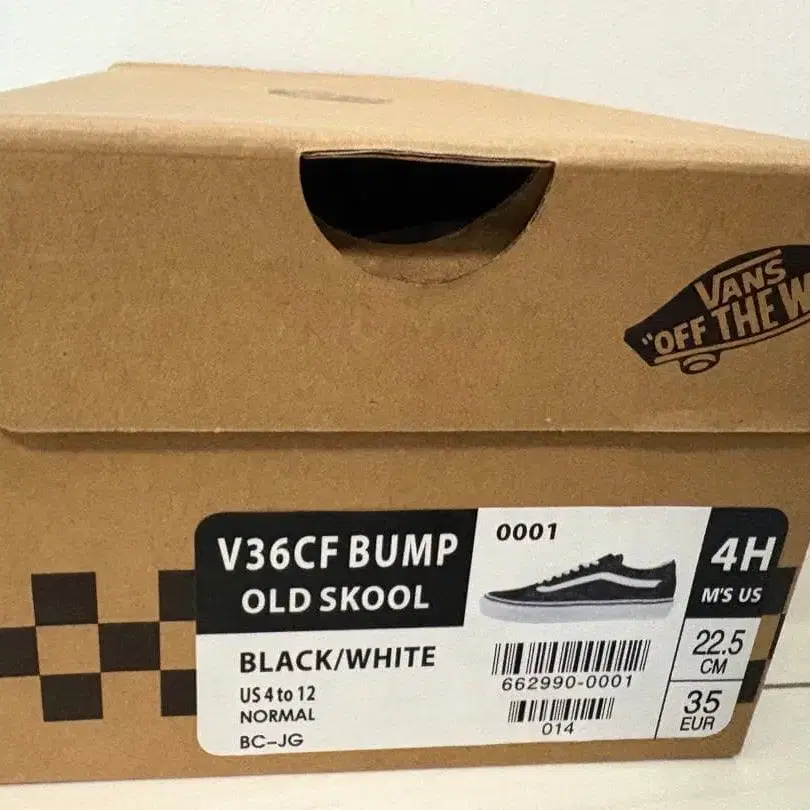 VANS
"OFF THE W
V36CF BUMP
OLD SKOOL
0001
4H
M'S US
BLACK/WHITE
US 4 to 12
NORMAL
BC-JG
662990-0001
014
22.5
CM
35
EUR